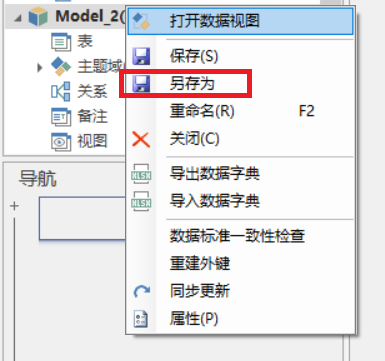 Model_2(
表
主题域(
关系
备注
视图
导航
打开数据视图
保存(S)
另存为
重命名(R) F2
关闭(C)
导出数据字典
导入数据字典
数据标准一致性检查
重建外键
同步更新
属性(P)